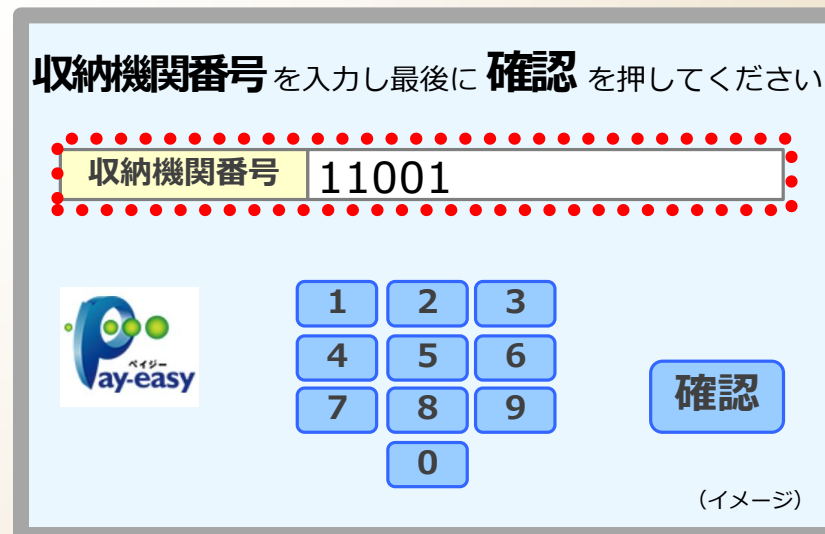 収納機関番号 を入力し最後に 確認 を押してください
収納機関番号 11001
1 2 3
ペイジー
Pay-easy
4 5 6
7 8 9
確認
0
(イメージ)